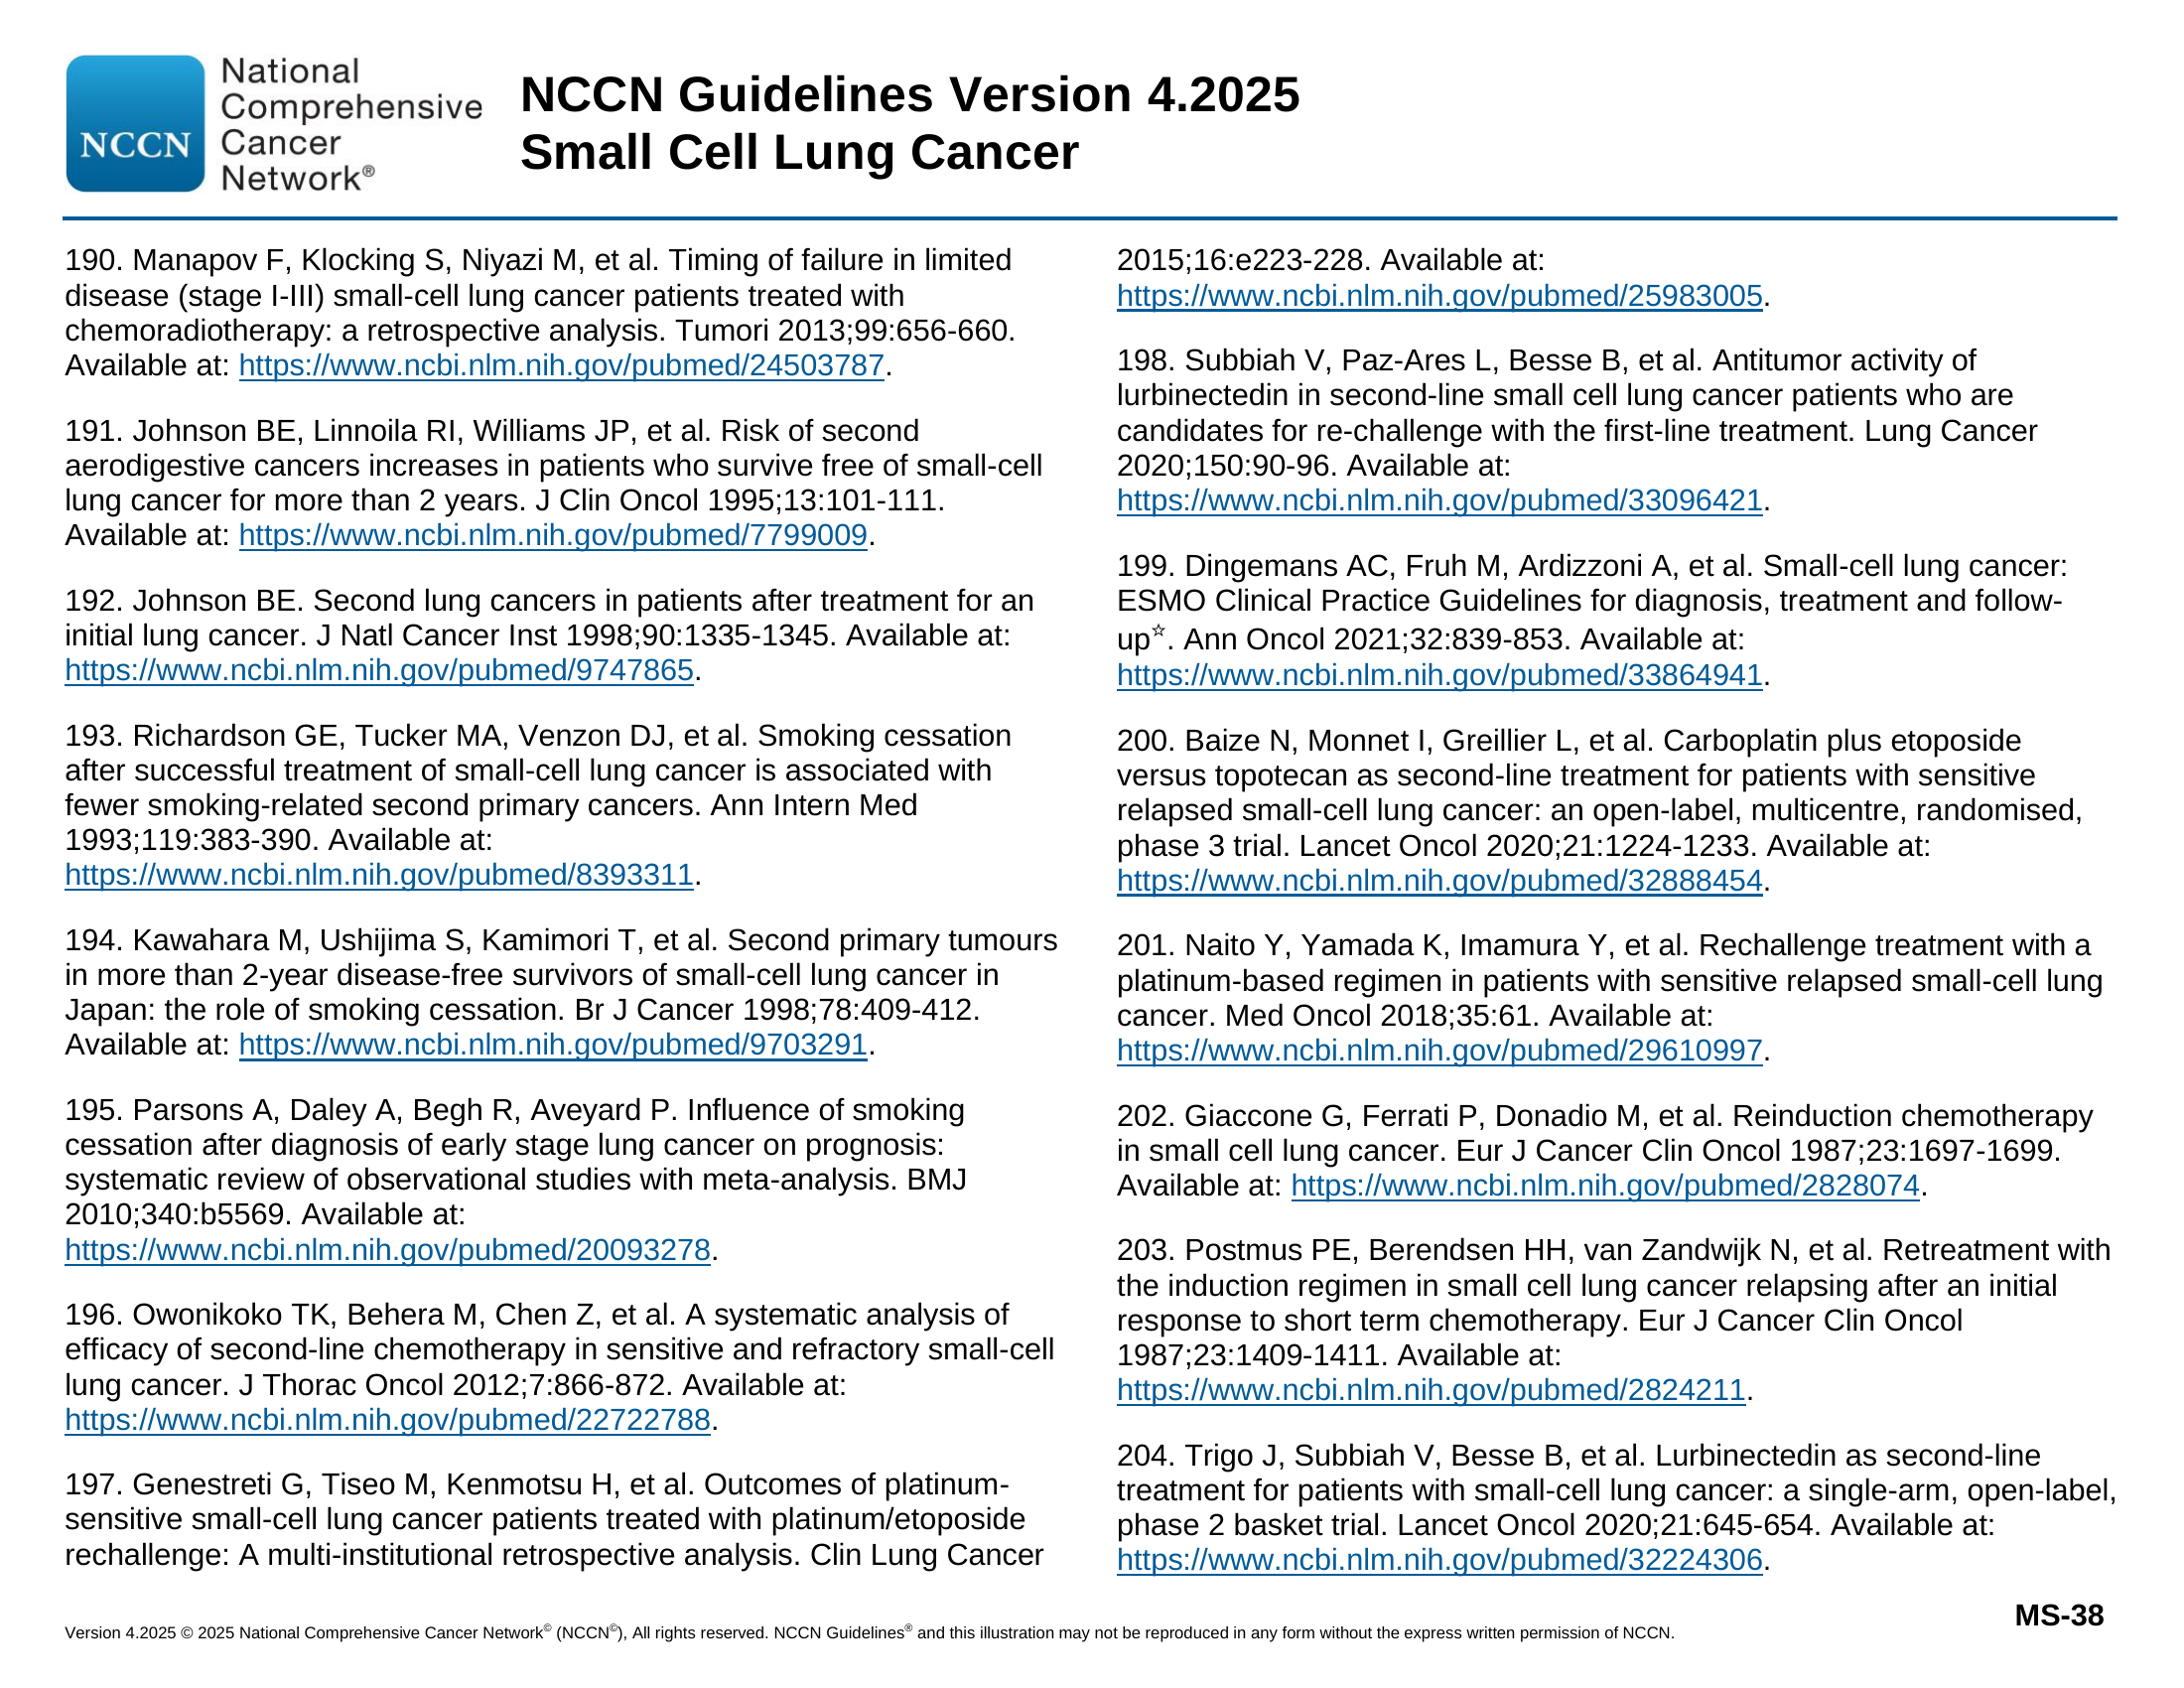 NCCN
National
Comprehensive
Cancer
Network®
NCCN Guidelines Version 4.2025
Small Cell Lung Cancer
190. Manapov F, Klocking S, Niyazi M, et al. Timing of failure in limited
disease (stage I-III) small-cell lung cancer patients treated with
chemoradiotherapy: a retrospective analysis. Tumori 2013;99:656-660.
Available at: https://www.ncbi.nlm.nih.gov/pubmed/24503787.
191. Johnson BE, Linnoila RI, Williams JP, et al. Risk of second
aerodigestive cancers increases in patients who survive free of small-cell
lung cancer for more than 2 years. J Clin Oncol 1995;13:101-111.
Available at: https://www.ncbi.nlm.nih.gov/pubmed/7799009.
192. Johnson BE. Second lung cancers in patients after treatment for an
initial lung cancer. J Natl Cancer Inst 1998;90:1335-1345. Available at:
https://www.ncbi.nlm.nih.gov/pubmed/9747865.
193. Richardson GE, Tucker MA, Venzon DJ, et al. Smoking cessation
after successful treatment of small-cell lung cancer is associated with
fewer smoking-related second primary cancers. Ann Intern Med
1993;119:383-390. Available at:
https://www.ncbi.nlm.nih.gov/pubmed/8393311.
194. Kawahara M, Ushijima S, Kamimori T, et al. Second primary tumours
in more than 2-year disease-free survivors of small-cell lung cancer in
Japan: the role of smoking cessation. Br J Cancer 1998;78:409-412.
Available at: https://www.ncbi.nlm.nih.gov/pubmed/9703291.
195. Parsons A, Daley A, Begh R, Aveyard P. Influence of smoking
cessation after diagnosis of early stage lung cancer on prognosis:
systematic review of observational studies with meta-analysis. BMJ
2010;340:b5569. Available at:
https://www.ncbi.nlm.nih.gov/pubmed/20093278.
196. Owonikoko TK, Behera M, Chen Z, et al. A systematic analysis of
efficacy of second-line chemotherapy in sensitive and refractory small-cell
lung cancer. J Thorac Oncol 2012;7:866-872. Available at:
https://www.ncbi.nlm.nih.gov/pubmed/22722788.
197. Genestreti G, Tiseo M, Kenmotsu H, et al. Outcomes of platinum-
sensitive small-cell lung cancer patients treated with platinum/etoposide
rechallenge: A multi-institutional retrospective analysis. Clin Lung Cancer
2015;16:e223-228. Available at:
https://www.ncbi.nlm.nih.gov/pubmed/25983005.
198. Subbiah V, Paz-Ares L, Besse B, et al. Antitumor activity of
lurbinectedin in second-line small cell lung cancer patients who are
candidates for re-challenge with the first-line treatment. Lung Cancer
2020;150:90-96. Available at:
https://www.ncbi.nlm.nih.gov/pubmed/33096421.
199. Dingemans AC, Fruh M, Ardizzoni A, et al. Small-cell lung cancer:
ESMO Clinical Practice Guidelines for diagnosis, treatment and follow-
up☆. Ann Oncol 2021;32:839-853. Available at:
https://www.ncbi.nlm.nih.gov/pubmed/33864941.
200. Baize N, Monnet I, Greillier L, et al. Carboplatin plus etoposide
versus topotecan as second-line treatment for patients with sensitive
relapsed small-cell lung cancer: an open-label, multicentre, randomised,
phase 3 trial. Lancet Oncol 2020;21:1224-1233. Available at:
https://www.ncbi.nlm.nih.gov/pubmed/32888454.
201. Naito Y, Yamada K, Imamura Y, et al. Rechallenge treatment with a
platinum-based regimen in patients with sensitive relapsed small-cell lung
cancer. Med Oncol 2018;35:61. Available at:
https://www.ncbi.nlm.nih.gov/pubmed/29610997.
202. Giaccone G, Ferrati P, Donadio M, et al. Reinduction chemotherapy
in small cell lung cancer. Eur J Cancer Clin Oncol 1987;23:1697-1699.
Available at: https://www.ncbi.nlm.nih.gov/pubmed/2828074.
203. Postmus PE, Berendsen HH, van Zandwijk N, et al. Retreatment with
the induction regimen in small cell lung cancer relapsing after an initial
response to short term chemotherapy. Eur J Cancer Clin Oncol
1987;23:1409-1411. Available at:
https://www.ncbi.nlm.nih.gov/pubmed/2824211.
204. Trigo J, Subbiah V, Besse B, et al. Lurbinectedin as second-line
treatment for patients with small-cell lung cancer: a single-arm, open-label,
phase 2 basket trial. Lancet Oncol 2020;21:645-654. Available at:
https://www.ncbi.nlm.nih.gov/pubmed/32224306.
MS-38
Version 4.2025 © 2025 National Comprehensive Cancer Network© (NCCN©), All rights reserved. NCCN Guidelines® and this illustration may not be reproduced in any form without the express written permission of NCCN.